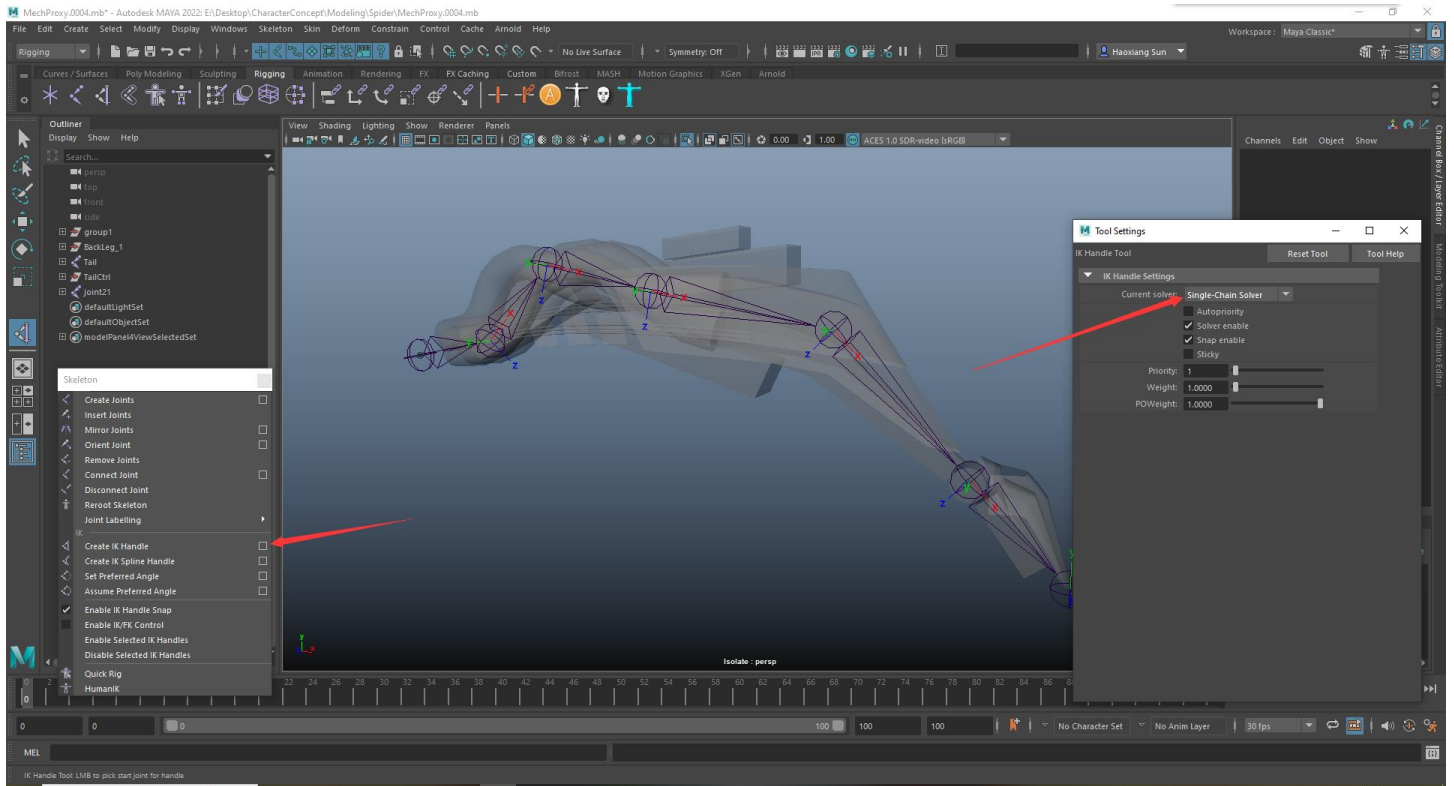 MechProxy.0004.mb* - Autodesk MAYA 2022: E:\Desktop\CharacterConcept\Modeling\Spider\MechProxy.0004.mb
File Edit Create Select Modify Display Windows Skeleton Skin Deform Constrain Control Cache Arnold Help
Workspace: Maya Classic*
Rigging
No Live Surface
Symmetry: Off
Haoxiang Sun
Curves / Surfaces Poly Modeling Sculpting Rigging Animation Rendering FX FX Caching Custom Bifrost MASH Motion Graphics XGen Arnold
Outliner
Display Show Help
Search...
persp
top
front
side
group1
BackLeg_1
Tail
TailCtrl
joint21
defaultLightSet
defaultObjectSet
modelPanel4ViewSelectedSet
View Shading Lighting Show Renderer Panels
0.00 1.00 ACES 1.0 SDR-video (sRGB)
Channels Edit Object Show
Channel Box / Layer Editor
Modeling Toolkit
Attribute Editor
Skeleton
Create Joints
Insert Joints
Mirror Joints
Orient Joint
Remove Joints
Connect Joint
Disconnect Joint
Reroot Skeleton
Joint Labelling
IK
Create IK Handle
Create IK Spline Handle
Set Preferred Angle
Assume Preferred Angle
Enable IK Handle Snap
Enable IK/FK Control
Enable Selected IK Handles
Disable Selected IK Handles
Quick Rig
HumanIK
Tool Settings
IK Handle Tool
Reset Tool
Tool Help
IK Handle Settings
Current solver: Single-Chain Solver
Autopriority
Solver enable
Snap enable
Sticky
Priority: 1
Weight: 1.0000
POWeight: 1.0000
Isolate : persp
0 2 22 24 26 28 30 32 34 36 38 40 42 44 46 48 50 52 54 56 58 60 62 64 66 68 70 72 74 76 78 80 82 84 86
0
0 0 0 100 100 100
No Character Set
No Anim Layer
30 fps
MEL
IK Handle Tool: LMB to pick start joint for handle